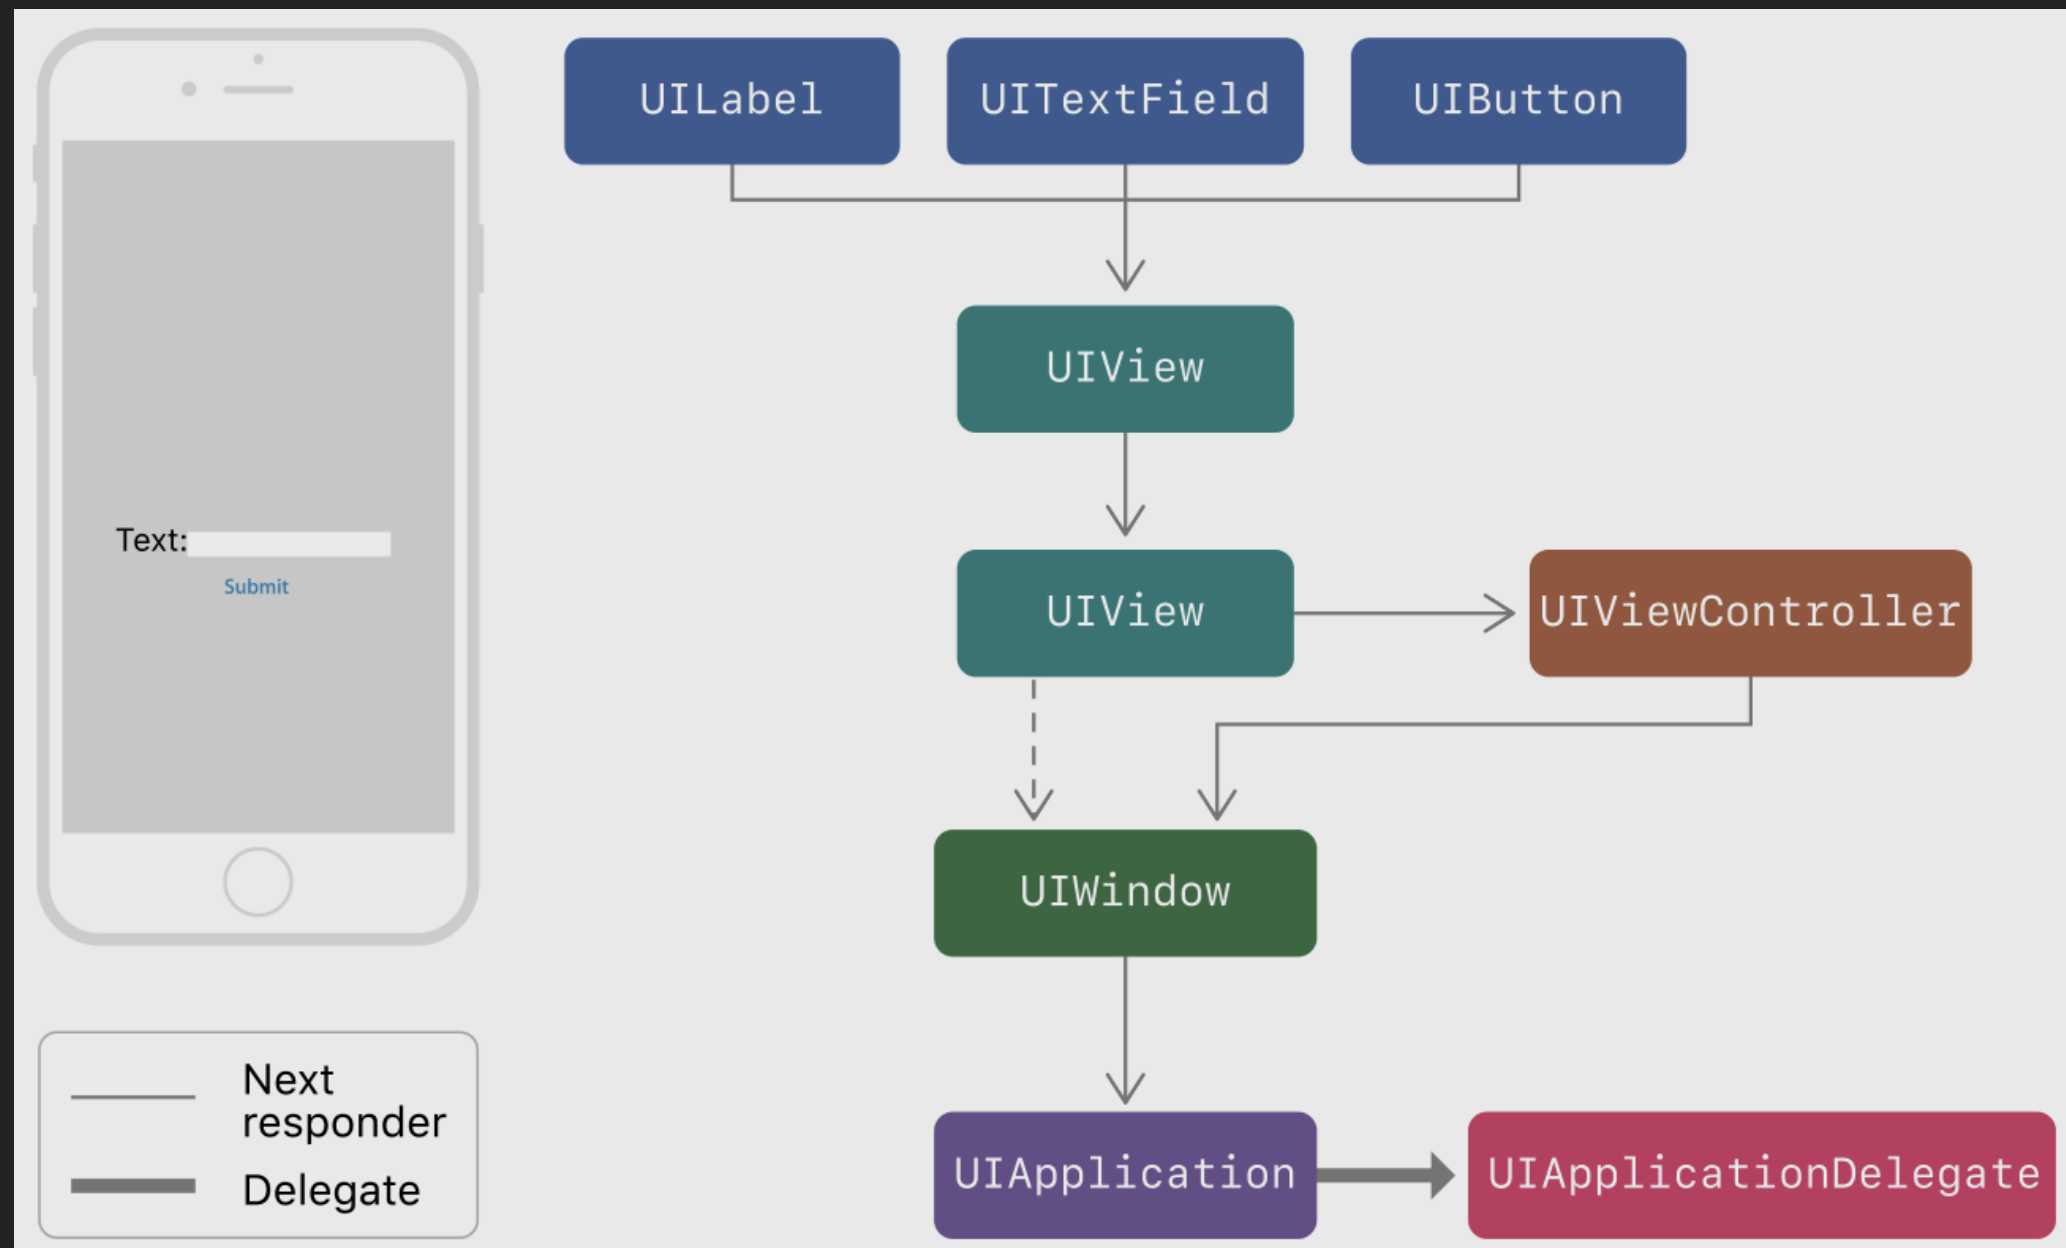 UILabel
UITextField
UIButton
UIView
Text:
Submit
UIView
UIViewController
UIWindow
Next
responder
Delegate
UIApplication
UIApplicationDelegate